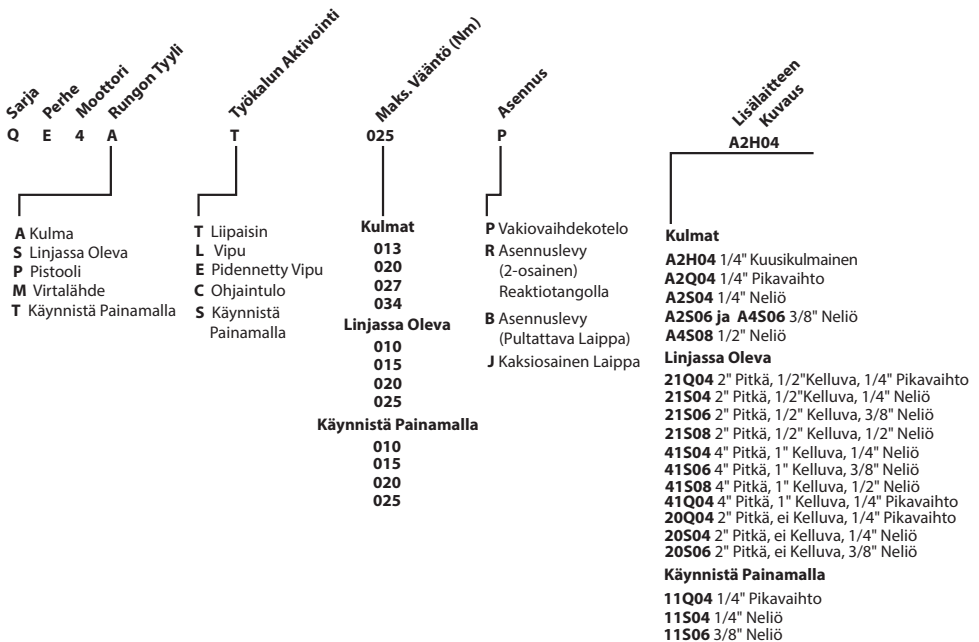 Sarja
Perhe
Moottori
Rungon Tyyli
Työkalun Aktivointi
Maks. Vääntö (Nm)
Asennus
Lisälaitteen
Kuvaus
Q E 4 A T 025 P A2H04
A Kulma
S Linjassa Oleva
P Pistooli
M Virtalähde
T Käynnistä Painamalla
T Liipaisin
L Vipu
E Pidennetty Vipu
C Ohjaintulo
S Käynnistä
Painamalla
Kulmat
013
020
027
034
Linjassa Oleva
010
015
020
025
Käynnistä Painamalla
010
015
020
025
P Vakiovaihdekotelo
R Asennuslevy
(2-osainen)
Reaktiotangolla
B Asennuslevy
(Pultattava Laippa)
J Kaksiosainen Laippa
Kulmat
A2H04 1/4" Kuusikulmainen
A2Q04 1/4" Pikavaihto
A2S04 1/4" Neliö
A2S06 ja A4S06 3/8" Neliö
A4S08 1/2" Neliö
Linjassa Oleva
21Q04 2" Pitkä, 1/2"Kelluva, 1/4" Pikavaihto
21S04 2" Pitkä, 1/2"Kelluva, 1/4" Neliö
21S06 2" Pitkä, 1/2" Kelluva, 3/8" Neliö
21S08 2" Pitkä, 1/2" Kelluva, 1/2" Neliö
41S04 4" Pitkä, 1" Kelluva, 1/4" Neliö
41S06 4" Pitkä, 1" Kelluva, 3/8" Neliö
41S08 4" Pitkä, 1" Kelluva, 1/2" Neliö
41Q04 4" Pitkä, 1" Kelluva, 1/4" Pikavaihto
20Q04 2" Pitkä, ei Kelluva, 1/4" Pikavaihto
20S04 2" Pitkä, ei Kelluva, 1/4" Neliö
20S06 2" Pitkä, ei Kelluva, 3/8" Neliö
Käynnistä Painamalla
11Q04 1/4" Pikavaihto
11S04 1/4" Neliö
11S06 3/8" Neliö